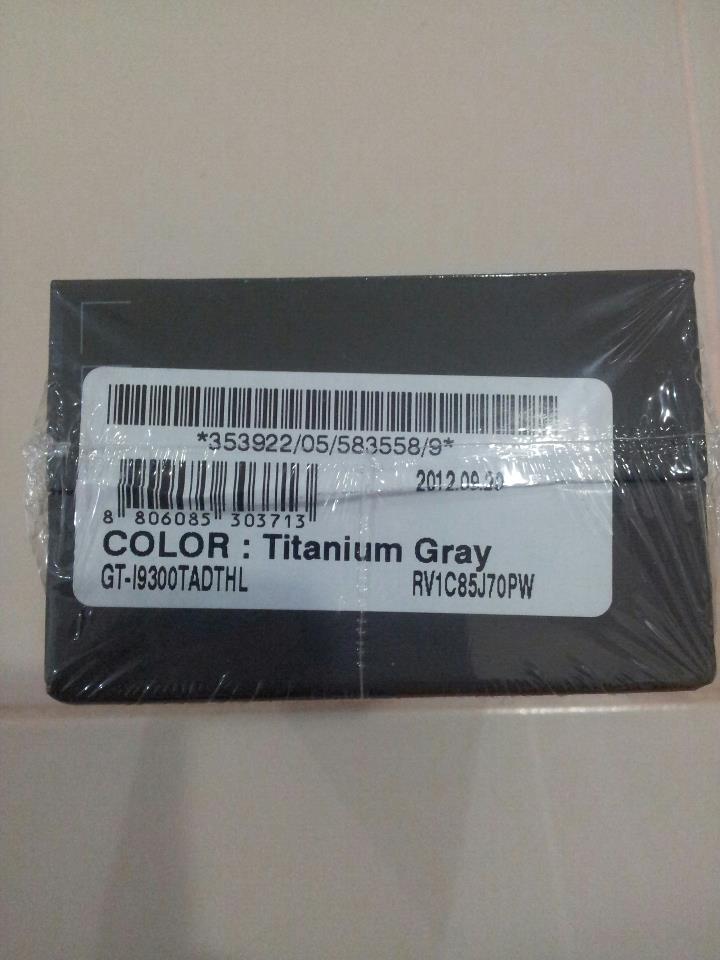 *353922/05/583558/9*
2012.09.20
8 806085 303713
COLOR : Titanium Gray
GT-I9300TADTHL RV1C85J70PW